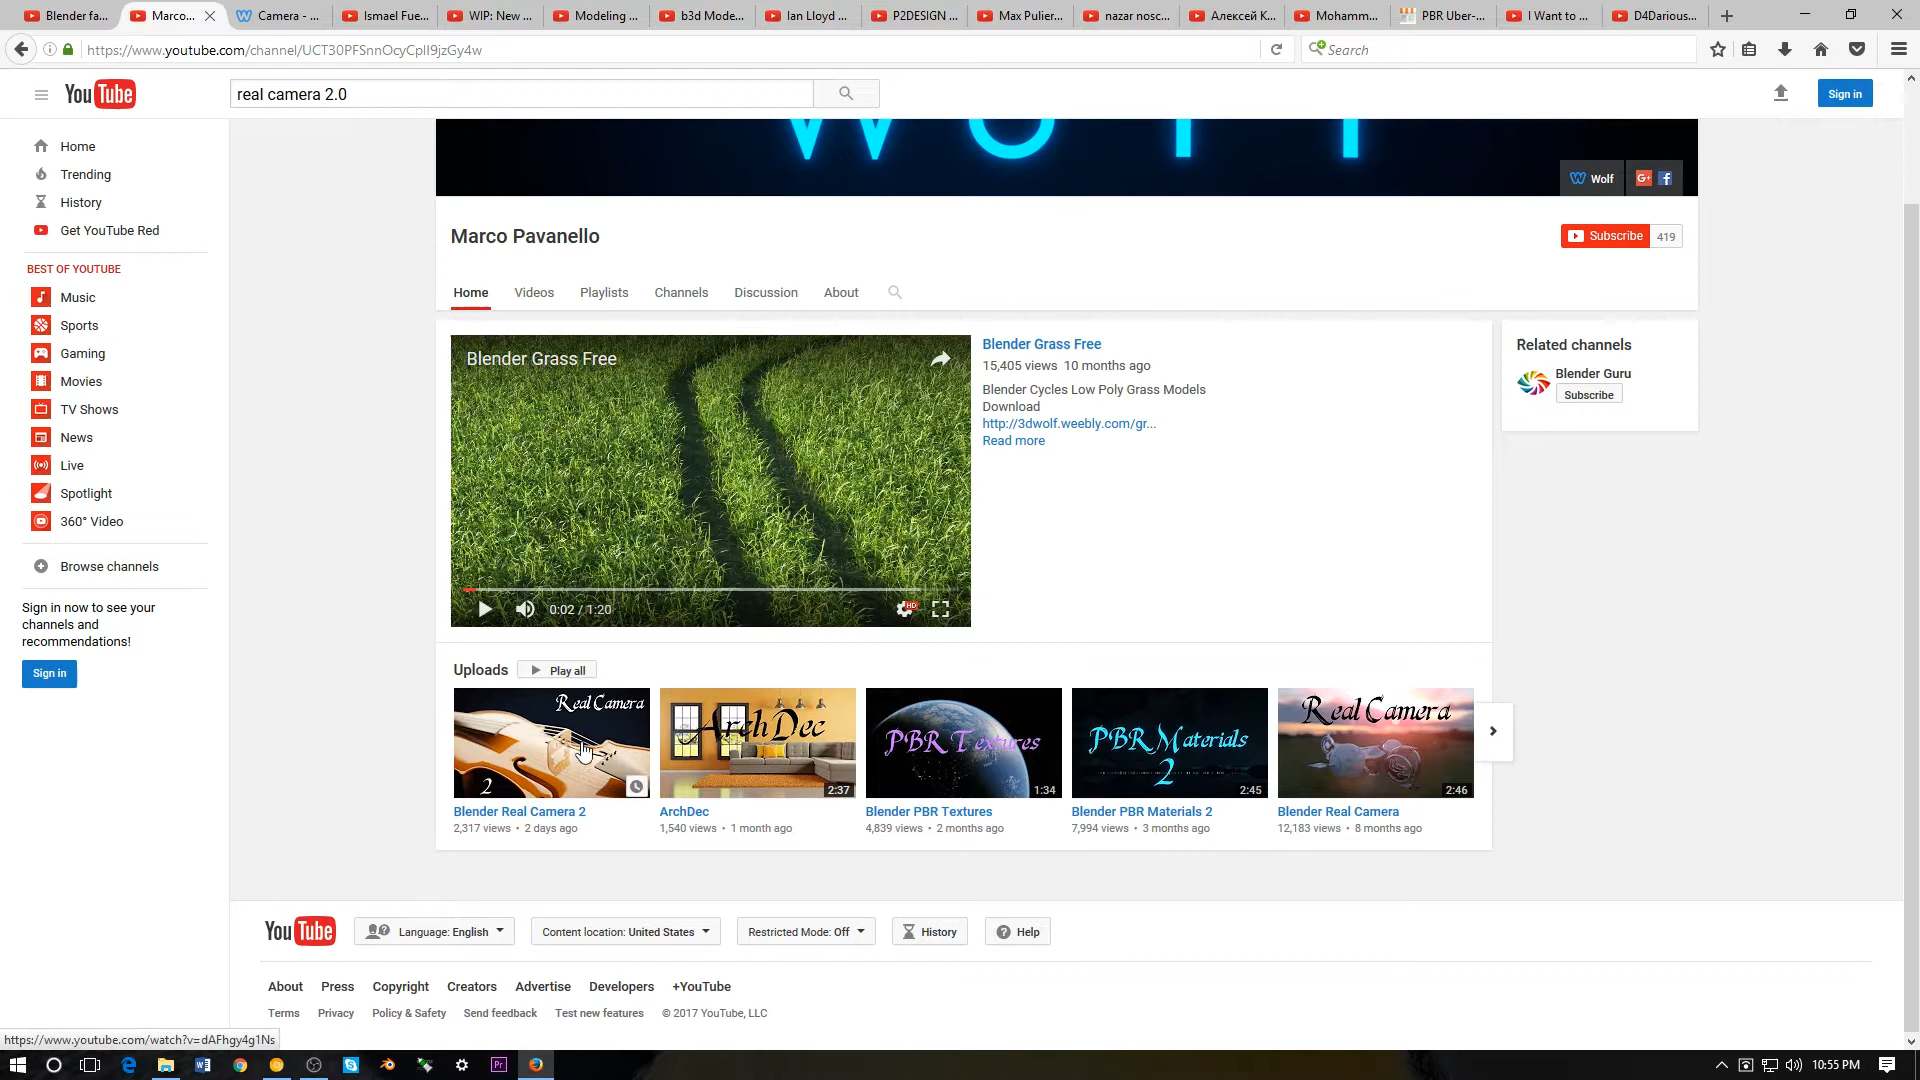 Blender fa...
Marco...
Camera - ...
Ismael Fue...
WIP: New ...
Modeling ...
b3d Mode...
Ian Lloyd ...
P2DESIGN ...
Max Pulier...
nazar nosc...
Алексей К...
Mohamm...
PBR Uber-...
I Want to ...
D4Darious...
https://www.youtube.com/channel/UCT30PFSnnOcyCplI9jzGy4w
Search
YouTube
real camera 2.0
Sign in
Home
Trending
History
Get YouTube Red
BEST OF YOUTUBE
Music
Sports
Gaming
Movies
TV Shows
News
Live
Spotlight
360° Video
Browse channels
Sign in now to see your
channels and
recommendations!
Sign in
Wolf
G+ f
Marco Pavanello
Subscribe 419
Home Videos Playlists Channels Discussion About
Blender Grass Free
0:02 / 1:20
HD
Blender Grass Free
15,405 views 10 months ago
Blender Cycles Low Poly Grass Models
Download
http://3dwolf.weebly.com/gr...
Read more
Related channels
Blender Guru
Subscribe
Uploads Play all
Real Camera
2
Blender Real Camera 2
2,317 views • 2 days ago
ArchDec
2:37
ArchDec
1,540 views • 1 month ago
PBR Textures
1:34
Blender PBR Textures
4,839 views • 2 months ago
PBR Materials
2
2:45
Blender PBR Materials 2
7,994 views • 3 months ago
Real Camera
2:46
Blender Real Camera
12,183 views • 8 months ago
YouTube
Language: English
Content location: United States
Restricted Mode: Off
History
Help
About Press Copyright Creators Advertise Developers +YouTube
Terms Privacy Policy & Safety Send feedback Test new features © 2017 YouTube, LLC
https://www.youtube.com/watch?v=dAFhgy4g1Ns
Pr
10:55 PM